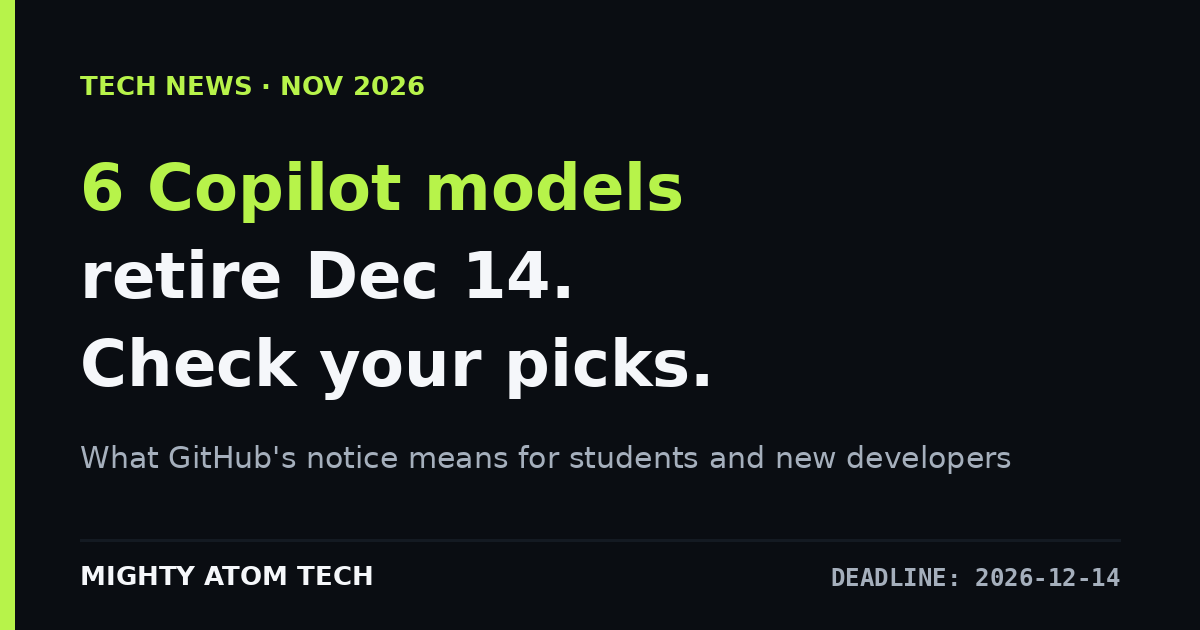 TECH NEWS · NOV 2026
6 Copilot models
retire Dec 14.
Check your picks.
What GitHub's notice means for students and new developers
MIGHTY ATOM TECH
DEADLINE: 2026-12-14